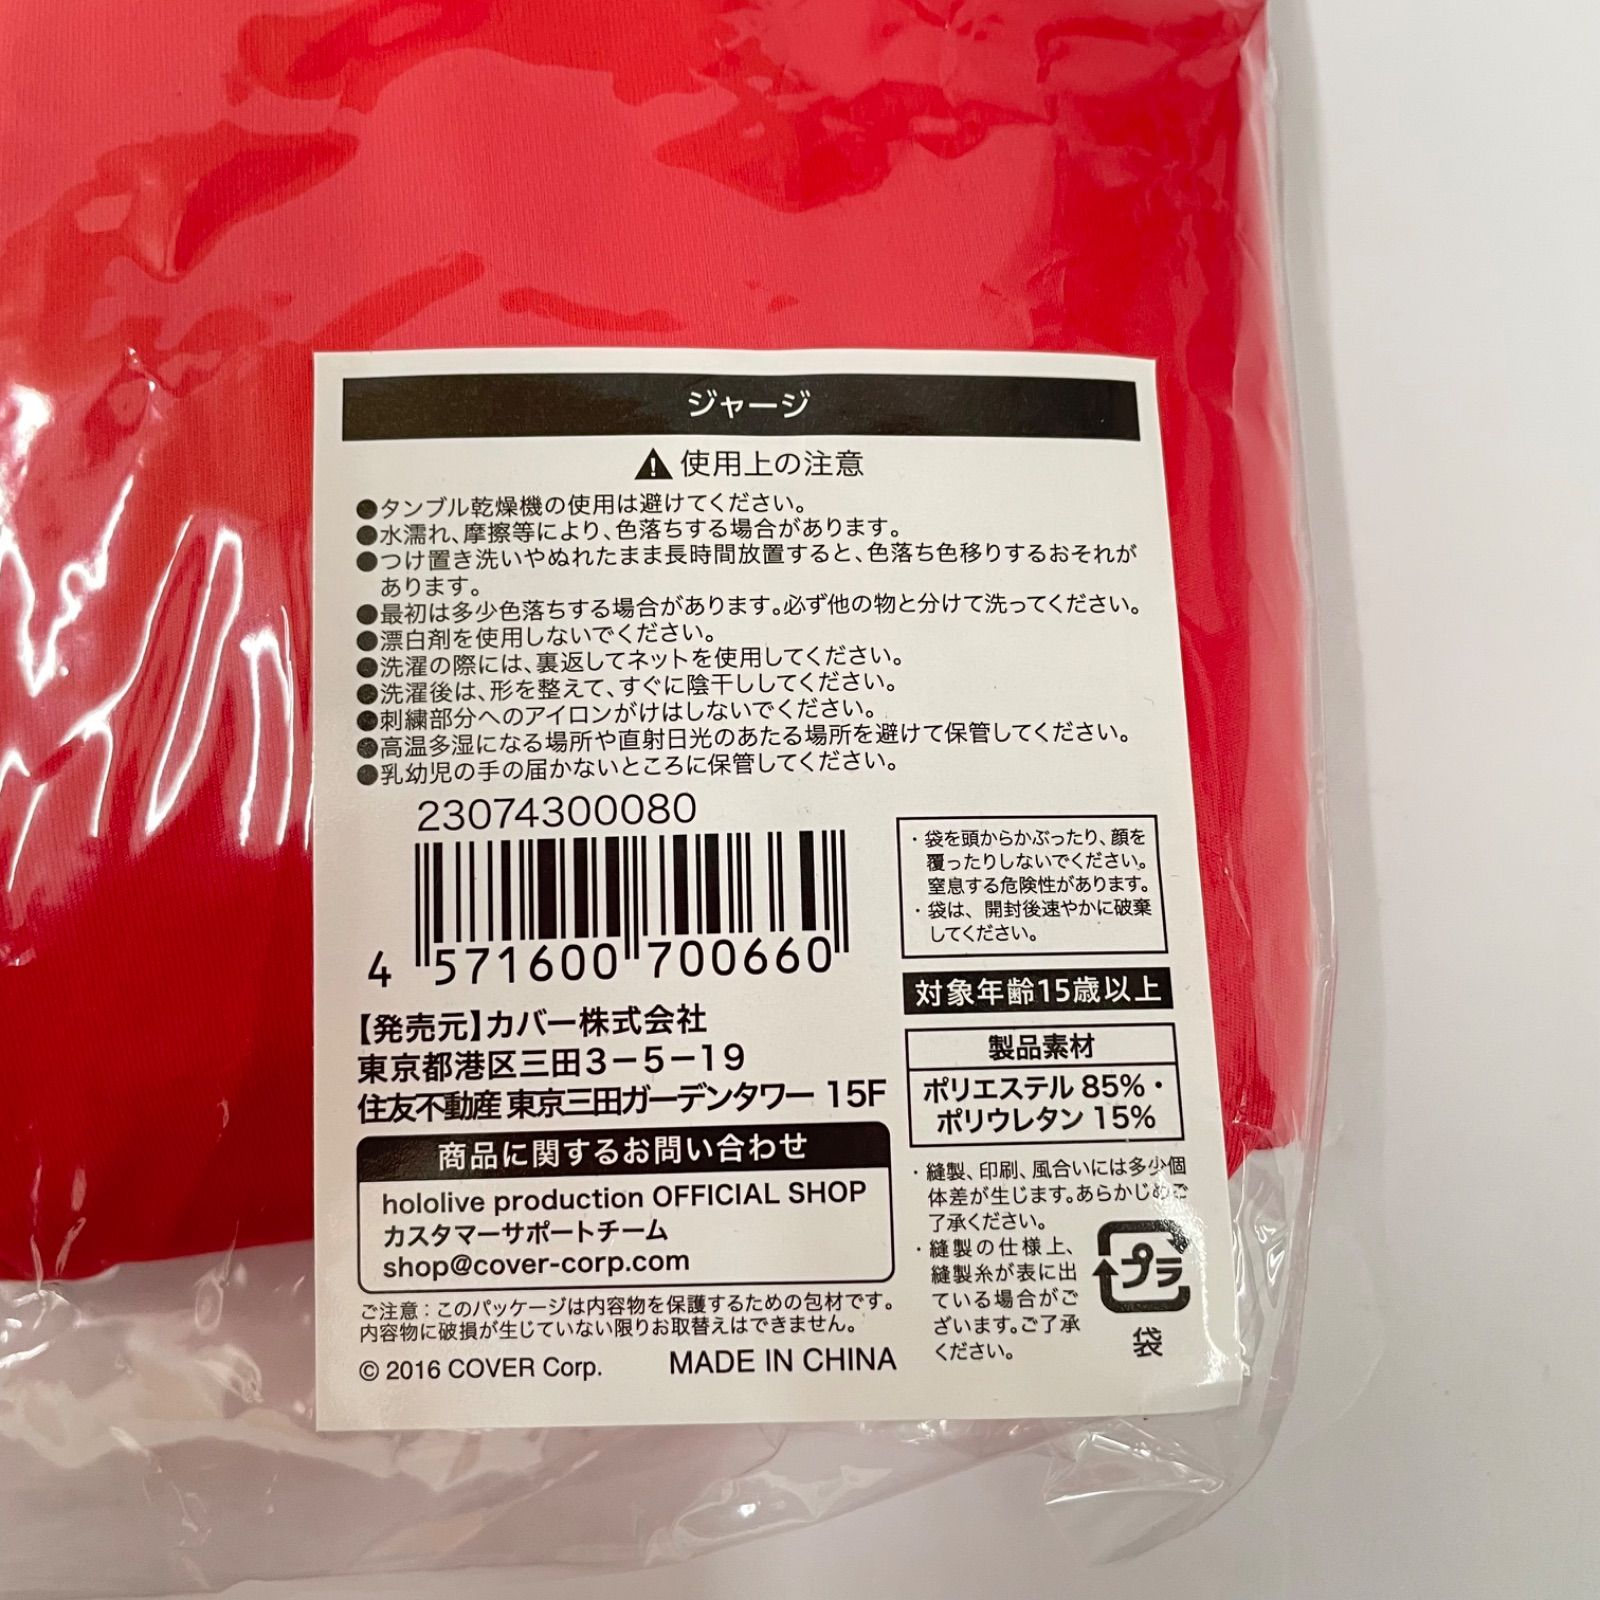 ジャージ
使用上の注意
●タンブル乾燥機の使用は避けてください。
●水濡れ、摩擦等により、色落ちする場合があります。
●つけ置き洗いやぬれたまま長時間放置すると、色落ち色移りするおそれが
あります。
●最初は多少色落ちする場合があります。必ず他の物と分けて洗ってください。
●漂白剤を使用しないでください。
●洗濯の際には、裏返してネットを使用してください。
●洗濯後は、形を整えて、すぐに陰干ししてください。
●刺繍部分へのアイロンがけはしないでください。
●高温多湿になる場所や直射日光のあたる場所を避けて保管してください。
●乳幼児の手の届かないところに保管してください。
23074300080
4 571600 700660
【発売元】カバー株式会社
東京都港区三田3－5－19
住友不動産 東京三田ガーデンタワー 15F
商品に関するお問い合わせ
hololive production OFFICIAL SHOP
カスタマーサポートチーム
shop@cover-corp.com
ご注意：このパッケージは内容物を保護するための包材です。
内容物に破損が生じていない限りお取替えはできません。
© 2016 COVER Corp.
MADE IN CHINA
・袋を頭からかぶったり、顔を
覆ったりしないでください。
窒息する危険性があります。
・袋は、開封後速やかに破棄
してください。
対象年齢15歳以上
製品素材
ポリエステル 85%・
ポリウレタン 15%
・縫製、印刷、風合いには多少個
体差が生じます。あらかじめご
了承ください。
・縫製の仕様上、
縫製糸が表に出
ている場合がご
ざいます。ご了承
ください。
プラ
袋